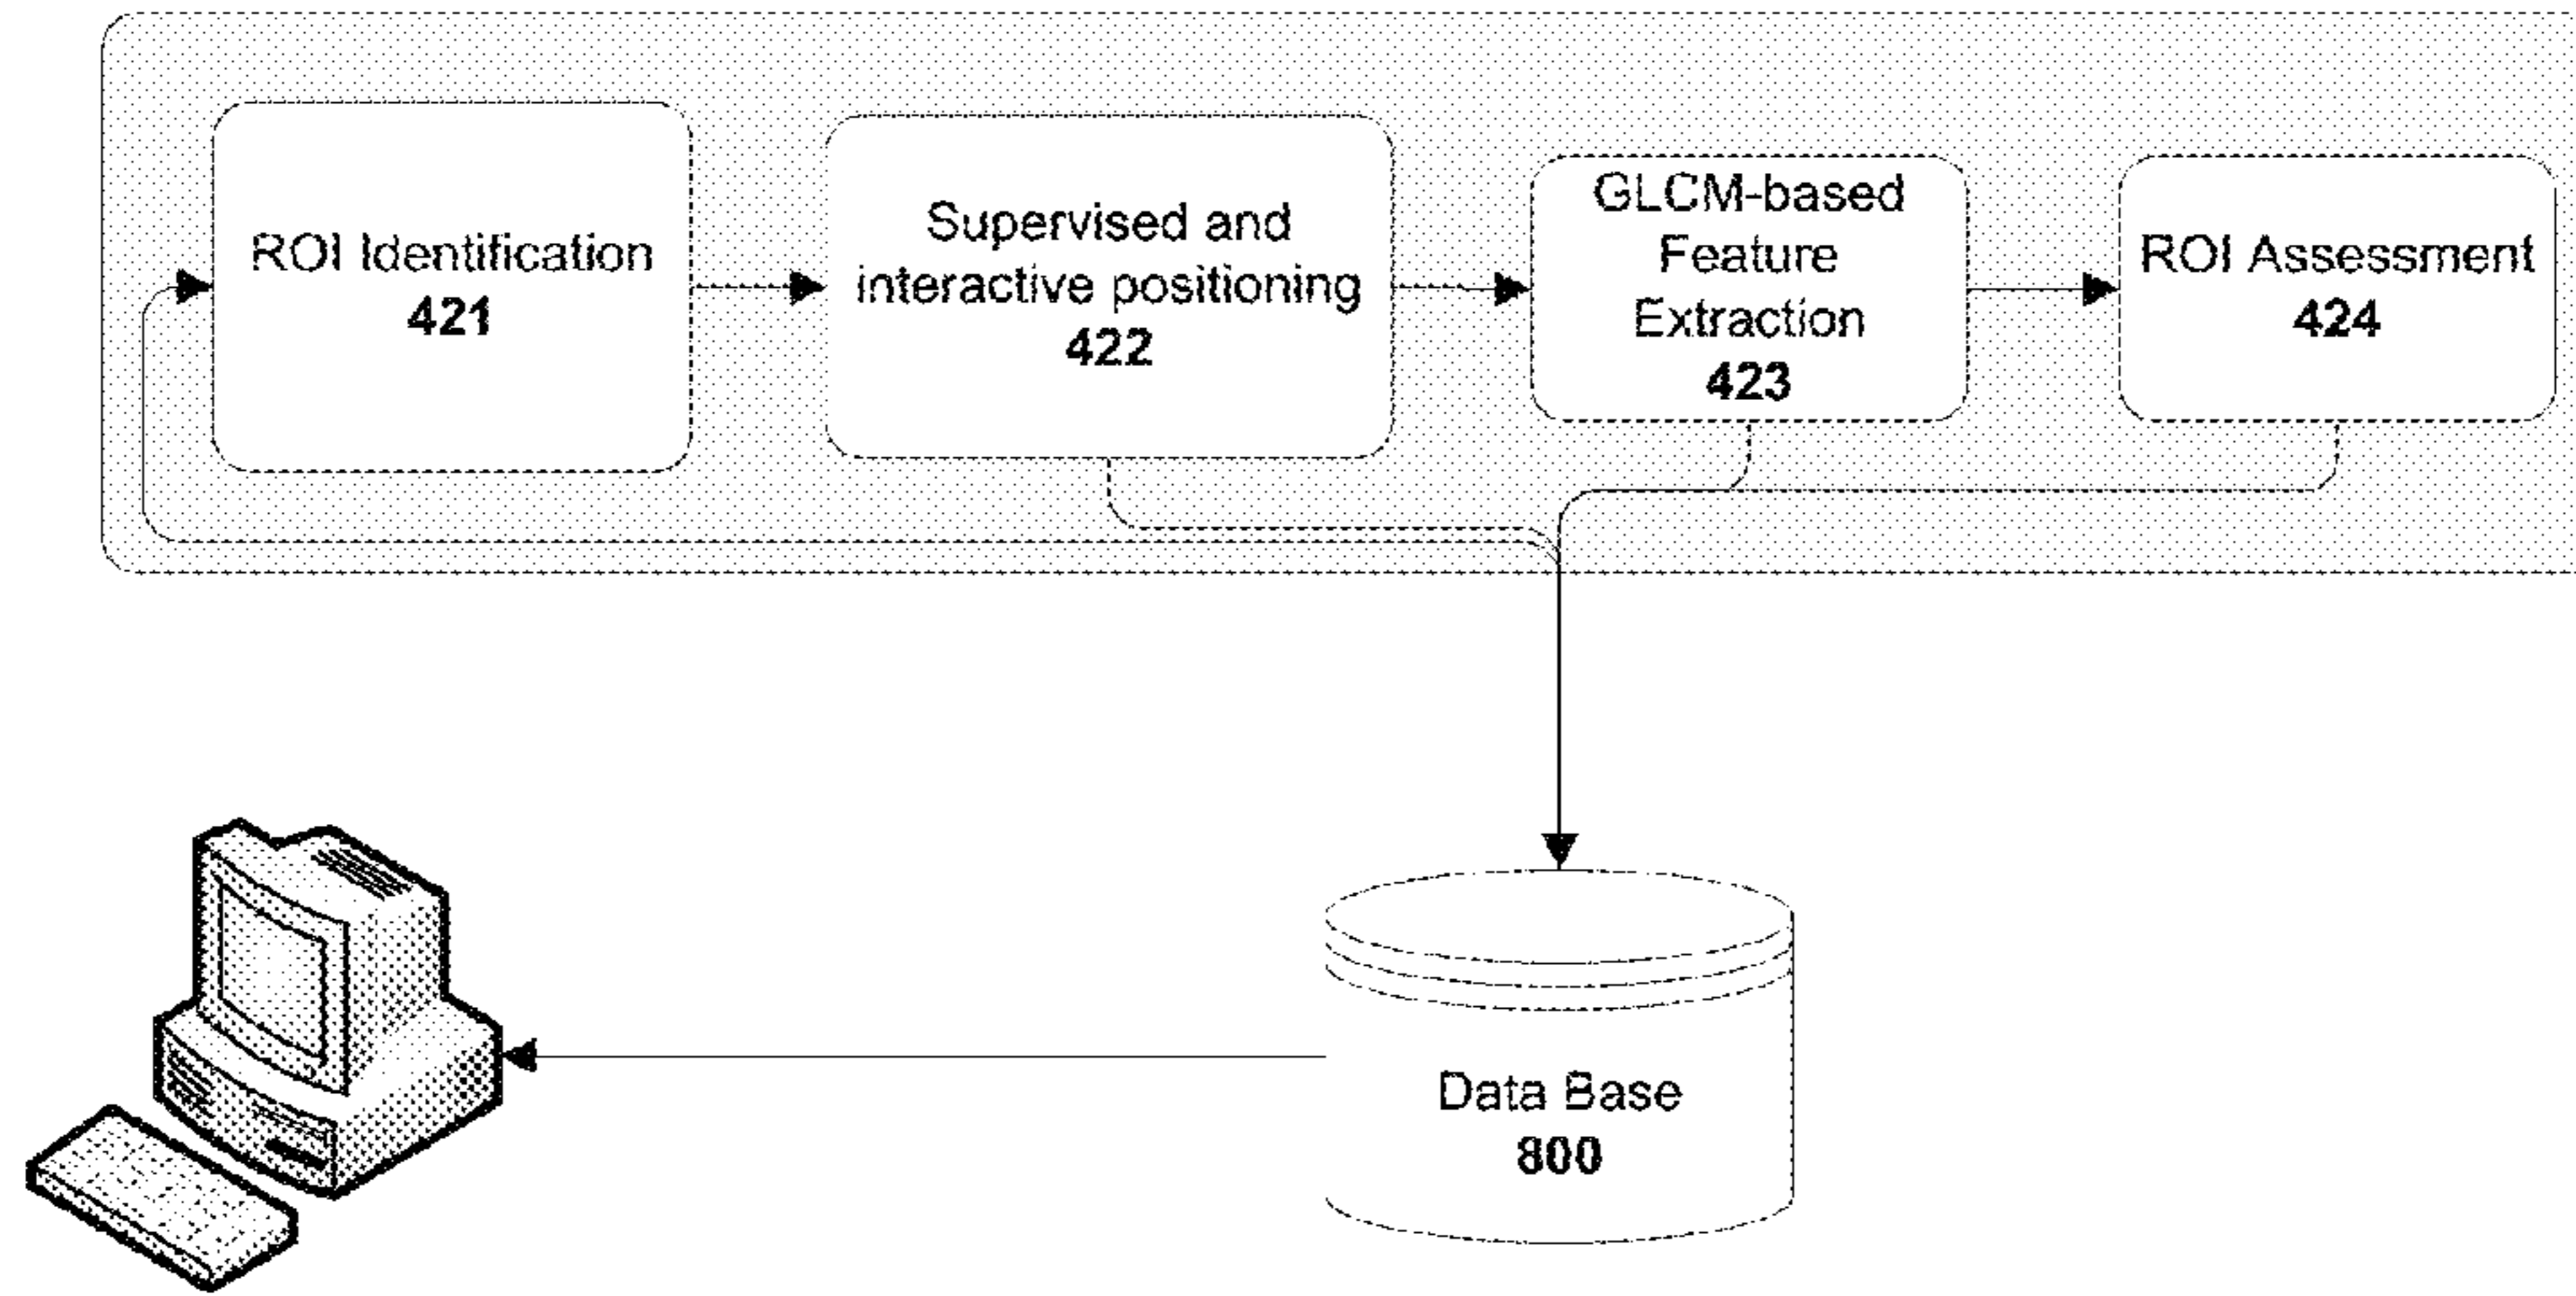 ROI Identification
421
Supervised and
interactive positioning
422
GLCM-based
Feature
Extraction
423
ROI Assessment
424
Data Base
800